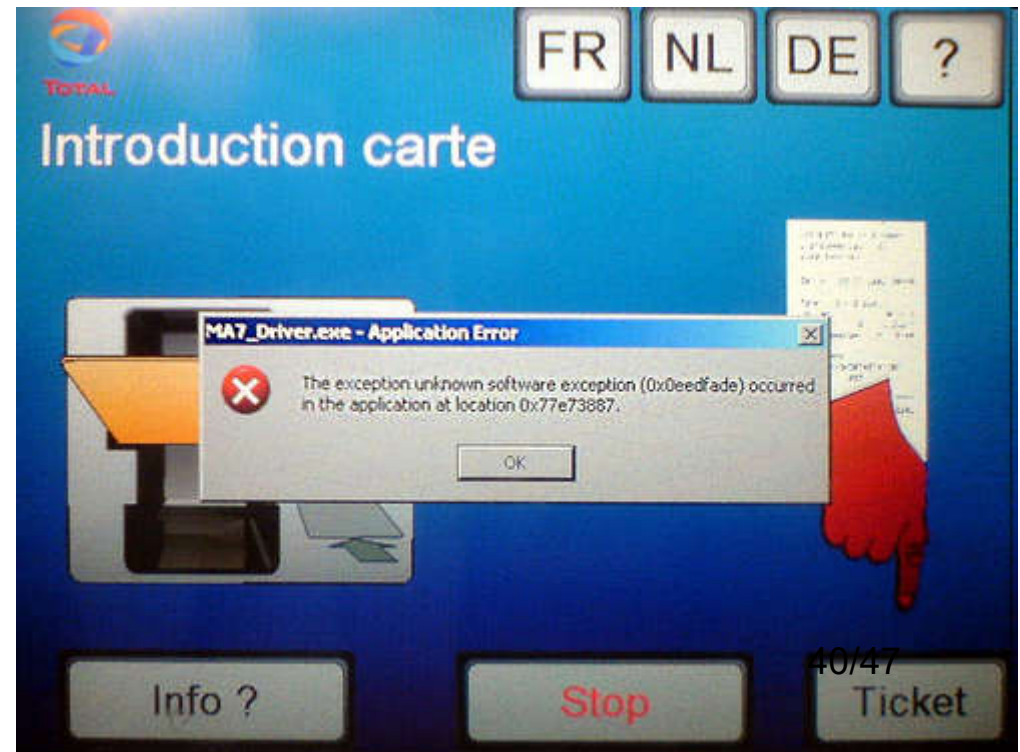 TOTAL
FR NL DE ?
Introduction carte
MA7_Driver.exe - Application Error
The exception unknown software exception (0x0eedfade) occurred
in the application at location 0x77e73887.
OK
40/47
Info ? Stop Ticket